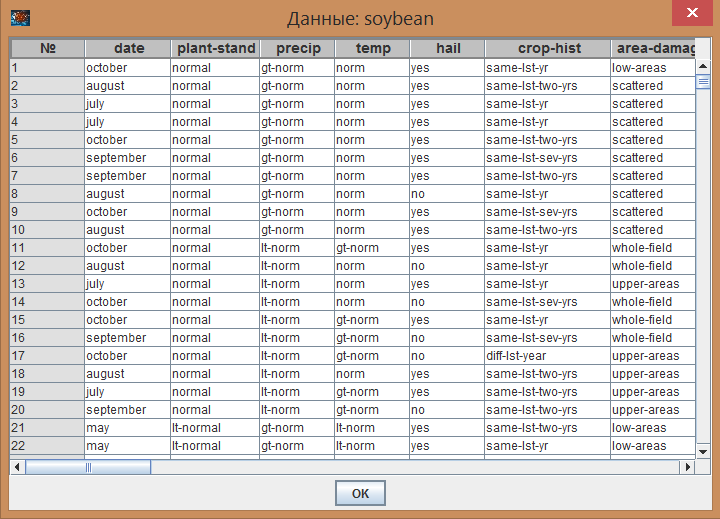 Данные: soybean
№ date plant-stand precip temp hail crop-hist area-damag
1 october normal gt-norm norm yes same-lst-yr low-areas
2 august normal gt-norm norm yes same-lst-two-yrs scattered
3 july normal gt-norm norm yes same-lst-yr scattered
4 july normal gt-norm norm yes same-lst-yr scattered
5 october normal gt-norm norm yes same-lst-two-yrs scattered
6 september normal gt-norm norm yes same-lst-sev-yrs scattered
7 september normal gt-norm norm yes same-lst-two-yrs scattered
8 august normal gt-norm norm no same-lst-yr scattered
9 october normal gt-norm norm yes same-lst-sev-yrs scattered
10 august normal gt-norm norm yes same-lst-two-yrs scattered
11 october normal lt-norm gt-norm yes same-lst-yr whole-field
12 august normal lt-norm norm no same-lst-yr whole-field
13 july normal lt-norm norm yes same-lst-yr upper-areas
14 october normal lt-norm norm no same-lst-sev-yrs whole-field
15 october normal lt-norm gt-norm yes same-lst-yr whole-field
16 september normal lt-norm gt-norm no same-lst-sev-yrs whole-field
17 october normal lt-norm gt-norm no diff-lst-year upper-areas
18 august normal lt-norm norm yes same-lst-two-yrs upper-areas
19 july normal lt-norm gt-norm yes same-lst-two-yrs upper-areas
20 september normal lt-norm gt-norm no same-lst-two-yrs upper-areas
21 may lt-normal gt-norm lt-norm yes same-lst-two-yrs low-areas
22 may lt-normal gt-norm lt-norm yes same-lst-yr low-areas
OK